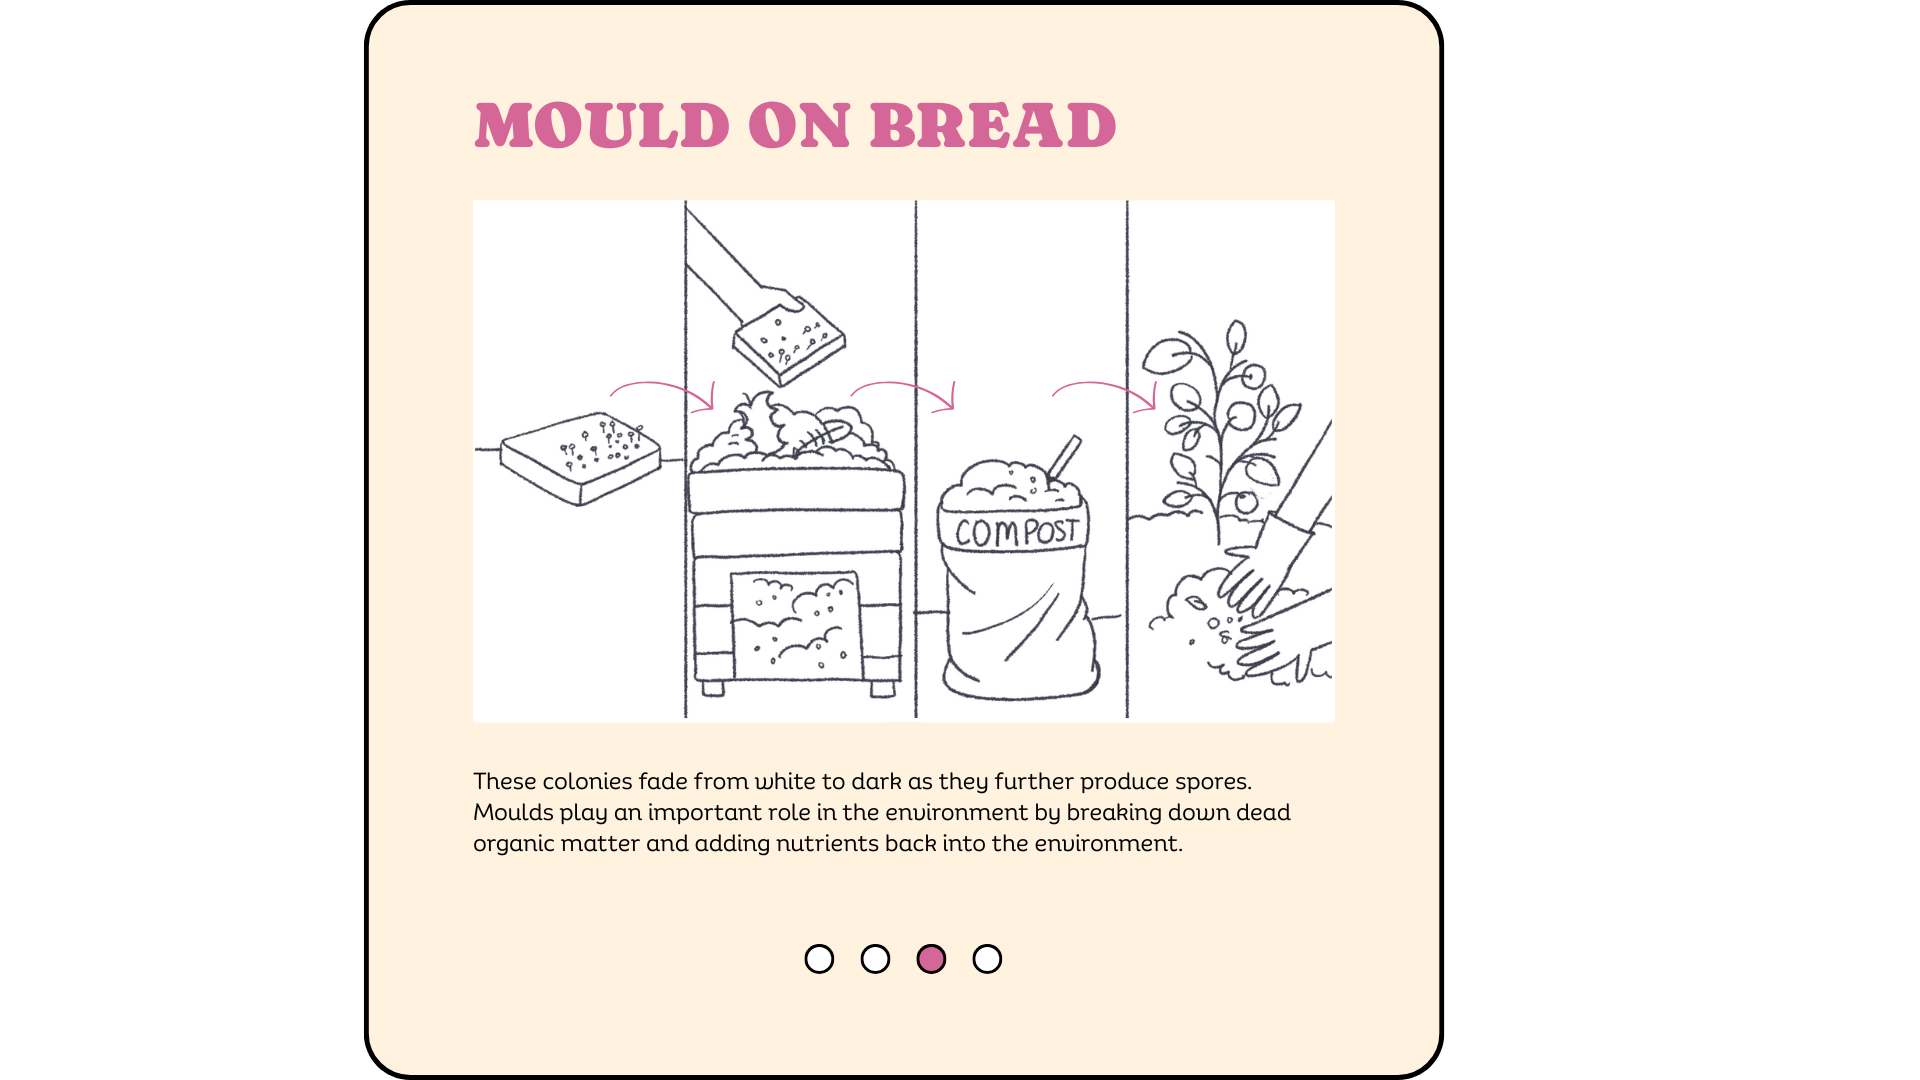 MOULD ON BREAD
COMPOST
These colonies fade from white to dark as they further produce spores.
Moulds play an important role in the environment by breaking down dead
organic matter and adding nutrients back into the environment.